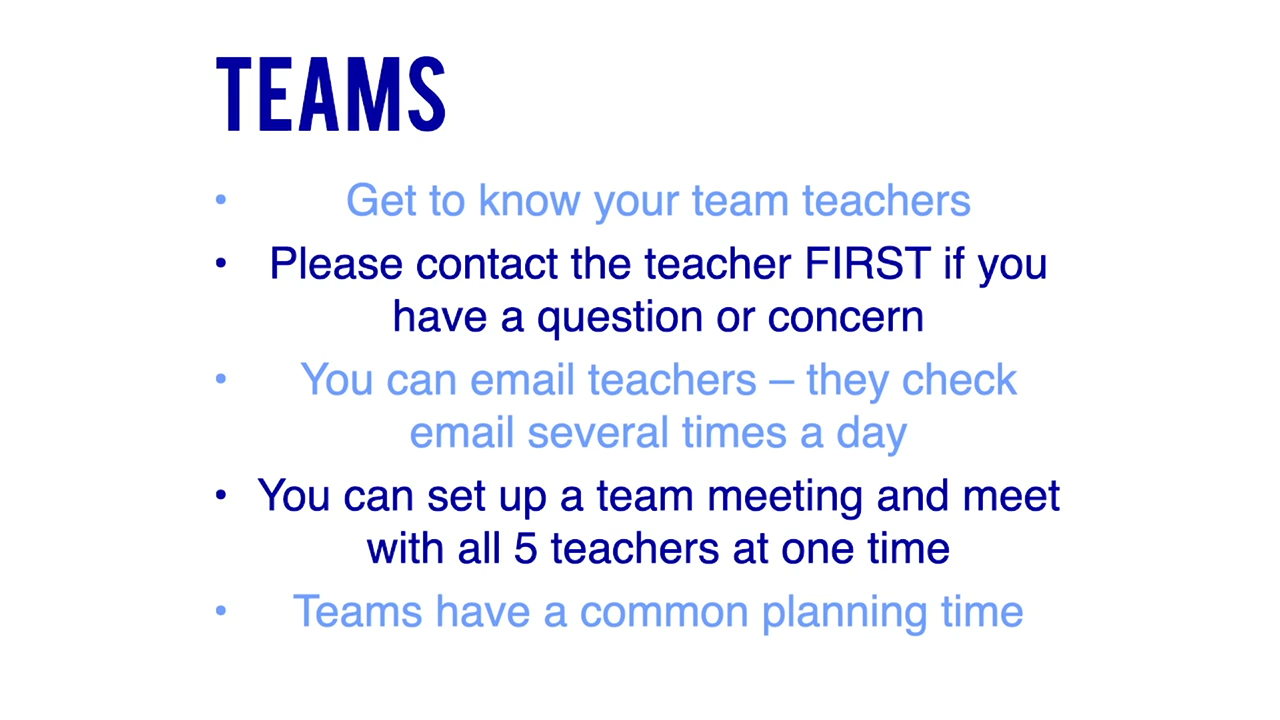 TEAMS
• Get to know your team teachers
• Please contact the teacher FIRST if you
have a question or concern
• You can email teachers – they check
email several times a day
• You can set up a team meeting and meet
with all 5 teachers at one time
• Teams have a common planning time